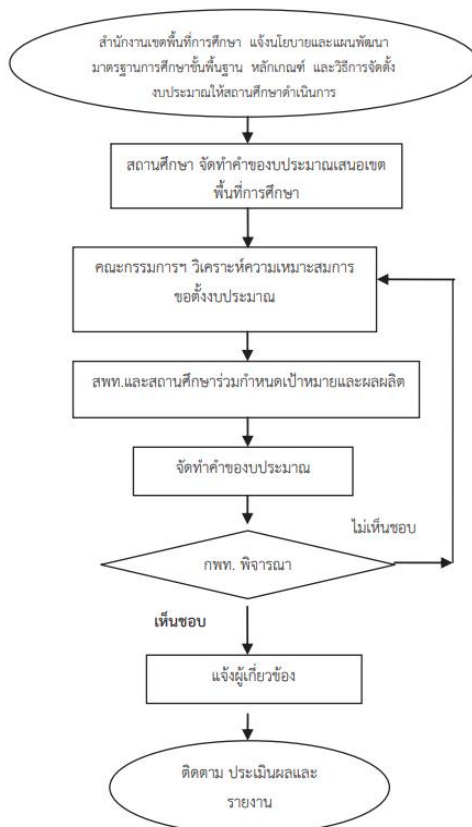 สำนักงานเขตพื้นที่การศึกษา แจ้งนโยบายและแผนพัฒนา
มาตรฐานการศึกษาขั้นพื้นฐาน หลักเกณฑ์ และวิธีการจัดตั้ง
งบประมาณให้สถานศึกษาดำเนินการ
สถานศึกษา จัดทำคำของบประมาณเสนอเขต
พื้นที่การศึกษา
คณะกรรมการฯ วิเคราะห์ความเหมาะสมการ
ขอตั้งงบประมาณ
สพท.และสถานศึกษาร่วมกำหนดเป้าหมายและผลผลิต
จัดทำคำของบประมาณ
ไม่เห็นชอบ
กพท. พิจารณา
เห็นชอบ
แจ้งผู้เกี่ยวข้อง
ติดตาม ประเมินผลและ
รายงาน